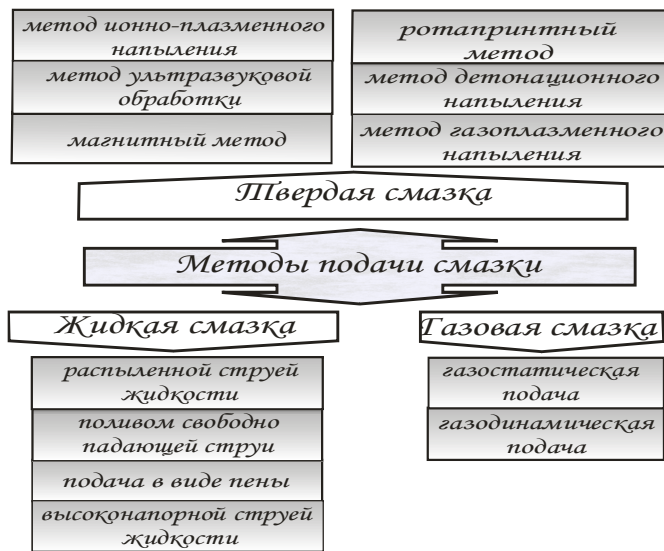 метод ионно-плазменного
напыления
метод ультразвуковой
обработки
магнитный метод
ротапринтный
метод
метод детонационного
напыления
метод газоплазменного
напыления
Твердая смазка
Методы подачи смазки
Жидкая смазка
распыленной струей
жидкости
поливом свободно
падающей струи
подача в виде пены
высоконапорной струей
жидкости
Газовая смазка
газостатическая
подача
газодинамическая
подача